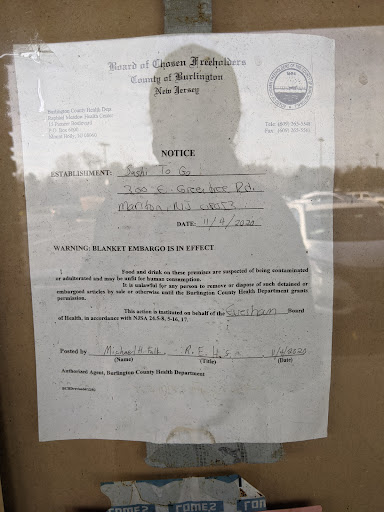 Board of Chosen Freeholders
County of Burlington
New Jersey
Burlington County Health Dept
Raphael Meadow Health Center
15 Pioneer Boulevard
P.O. Box 6000
Mount Holly, NJ 08060
NOTICE
ESTABLISHMENT: Sushi To Go
300 E. Greentree Rd.
Marlton, NJ 08053
DATE: 11/4/2020
WARNING: BLANKET EMBARGO IS IN EFFECT
Food and drink on these premises are suspected of being contaminated
or adulterated and may be unfit for human consumption.
It is unlawful for any person to remove or dispose of such detained or
embargoed articles by sale or otherwise until the Burlington County Health Department grants
permission.
This action is instituted on behalf of the Evesham Board
of Health, in accordance with NJSA 26:5-8, 5-16, 17.
Posted by Michael H. 11/4/2020
(Name) (Title) (Date)
Authorized Agent, Burlington County Health Department
COMEZ